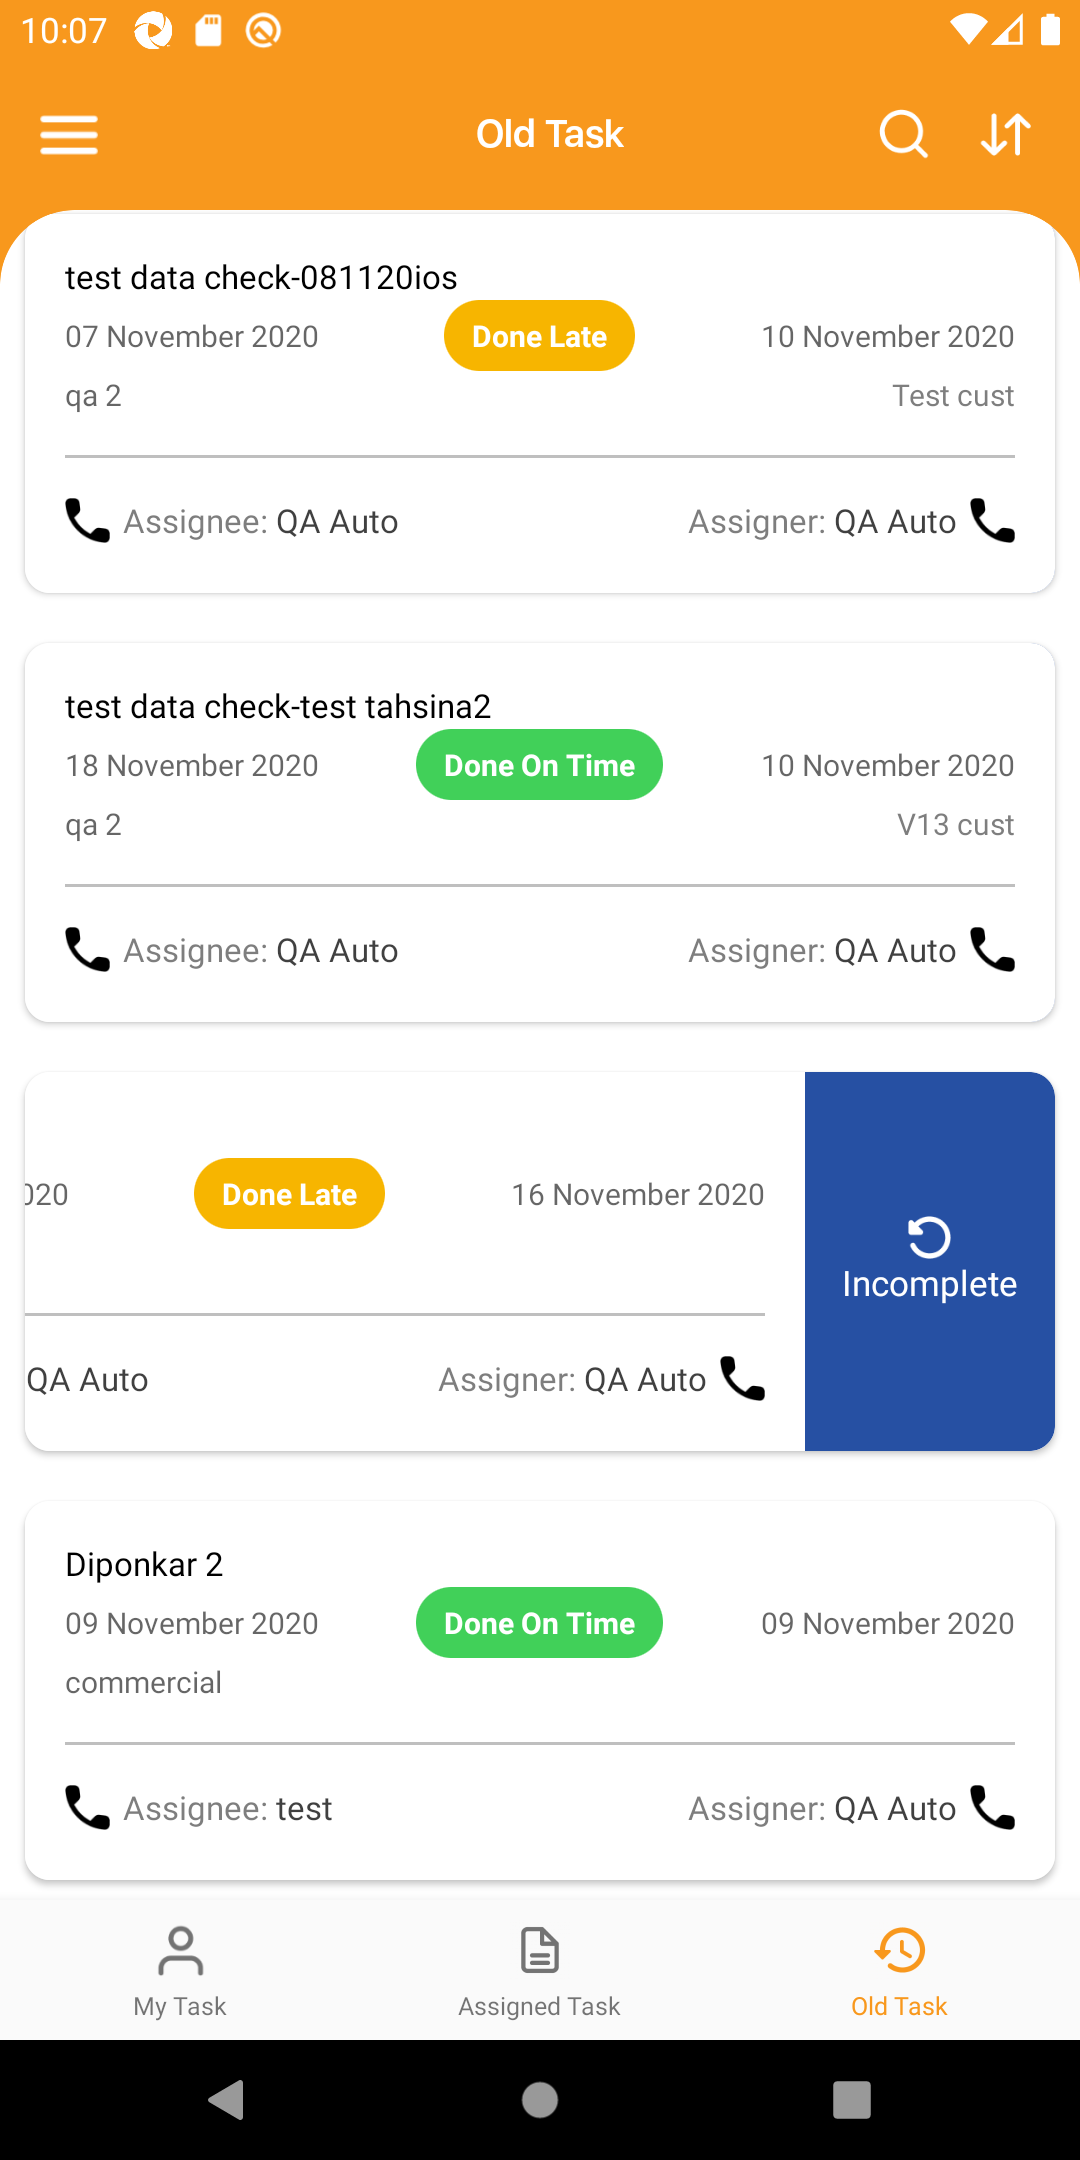 10:07
Old Task
test data check-081120ios
07 November 2020 Done Late 10 November 2020
qa 2 Test cust
Assignee: QA Auto Assigner: QA Auto
test data check-test tahsina2
18 November 2020 Done On Time 10 November 2020
qa 2 V13 cust
Assignee: QA Auto Assigner: QA Auto
020 Done Late 16 November 2020
Incomplete
QA Auto Assigner: QA Auto
Diponkar 2
09 November 2020 Done On Time 09 November 2020
commercial
Assignee: test Assigner: QA Auto
My Task Assigned Task Old Task